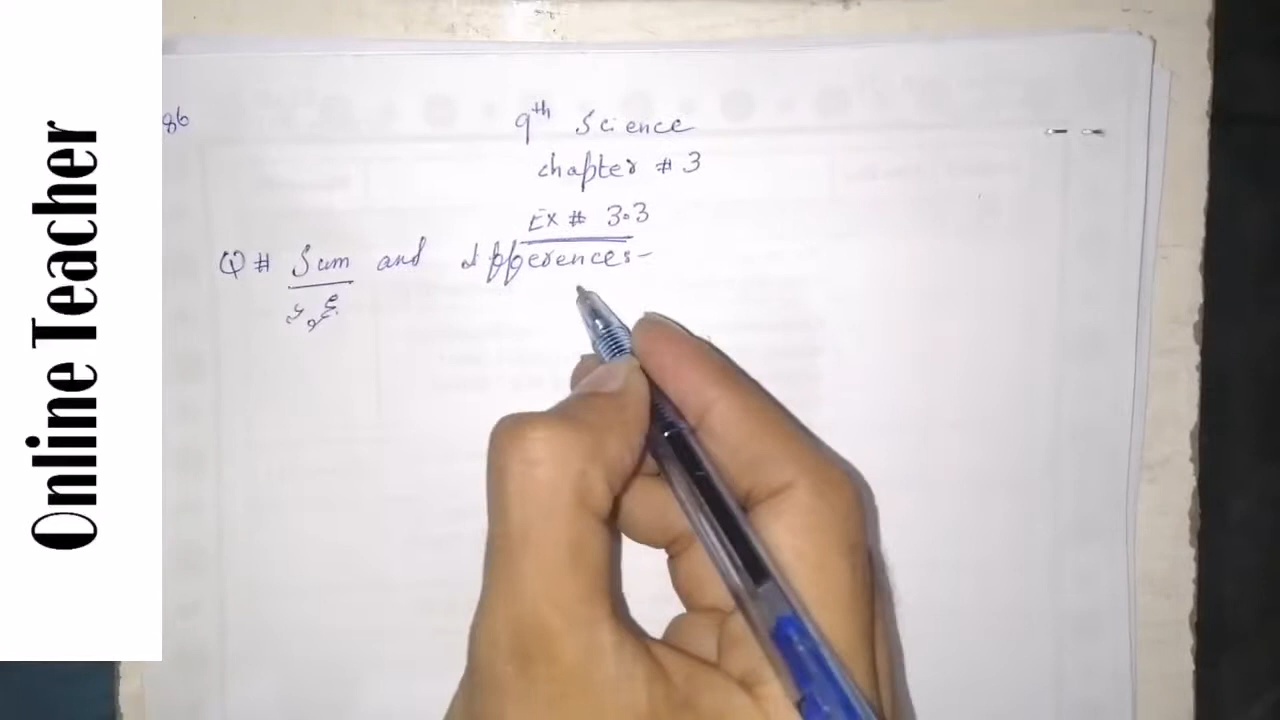 Online Teacher
86
9th Science
chapter # 3
Ex # 3.3
Q # Sum and differences-